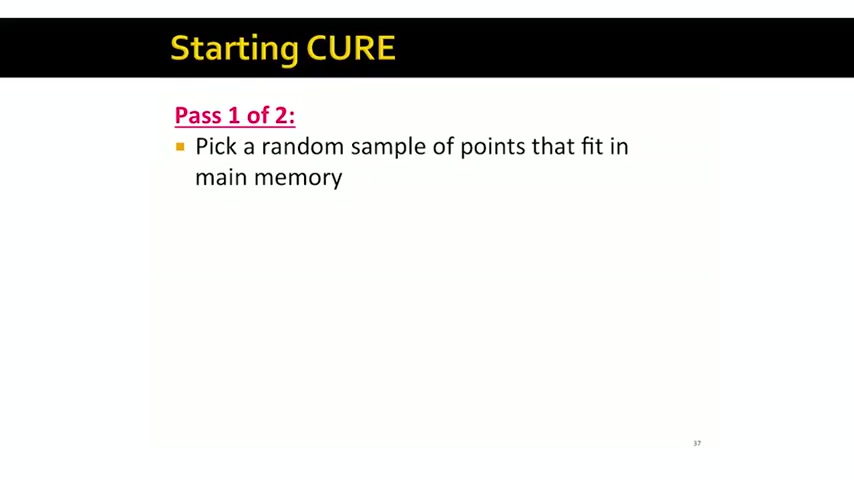 Starting CURE
Pass 1 of 2:
Pick a random sample of points that fit in
main memory
37